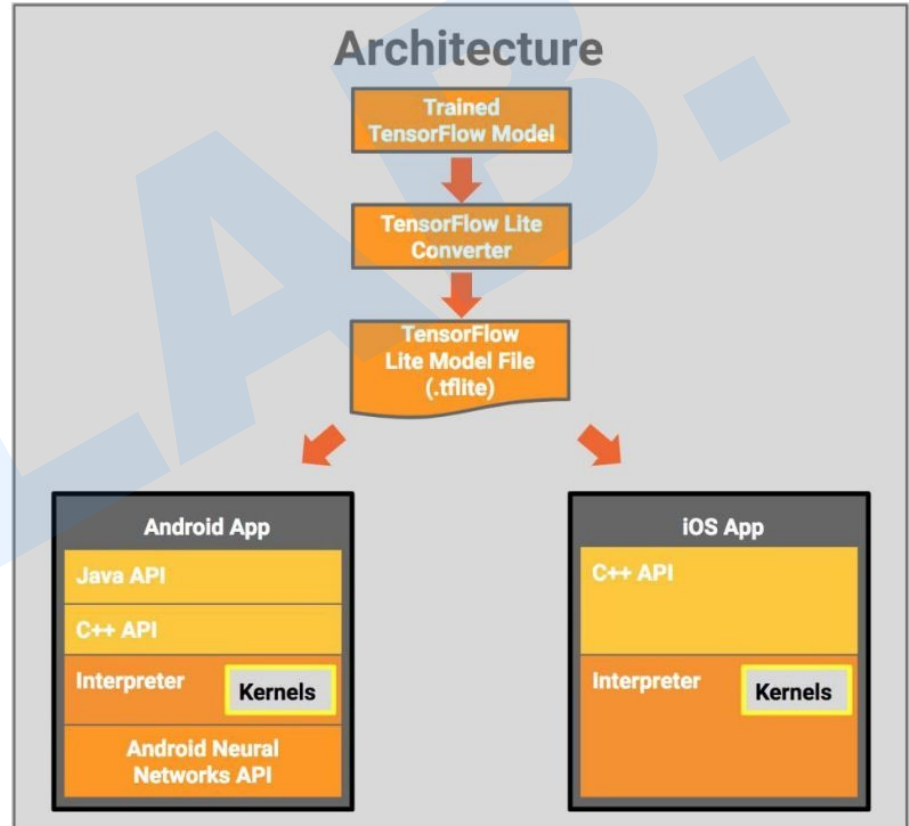 Architecture
Trained
TensorFlow Model
TensorFlow Lite
Converter
TensorFlow
Lite Model File
(.tflite)
Android App
Java API
C++ API
Interpreter
Kernels
Android Neural
Networks API
iOS App
C++ API
Interpreter
Kernels
LAB.